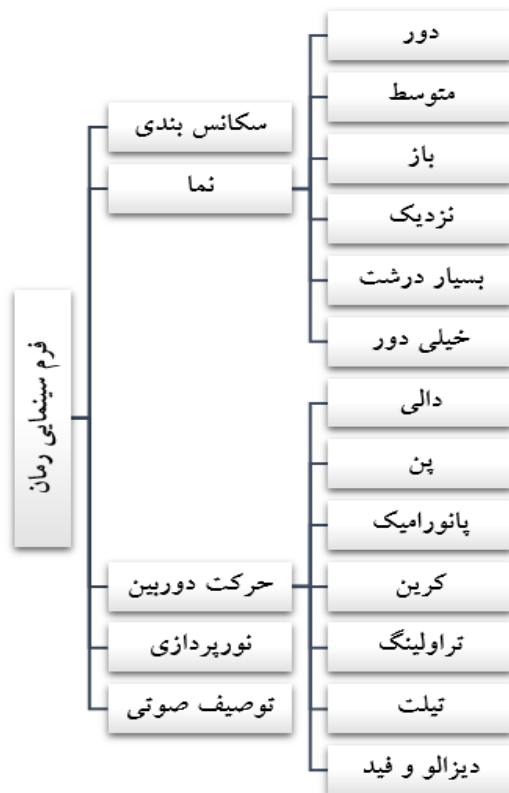 فرم سینمایی رمان
سکانس بندی
نما
دور
متوسط
باز
نزدیک
بسیار درشت
خیلی دور
حرکت دوربین
دالی
پن
پانورامیک
کرین
تراولینگ
تیلت
دیزالو و فید
نورپردازی
توصیف صوتی